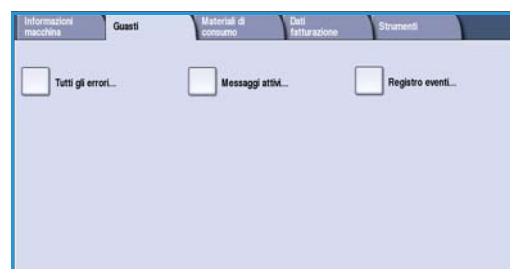 Informazioni macchina
Guasti
Materiali di consumo
Dati fatturazione
Strumenti
Tutti gli errori...
Messaggi attivi...
Registro eventi...